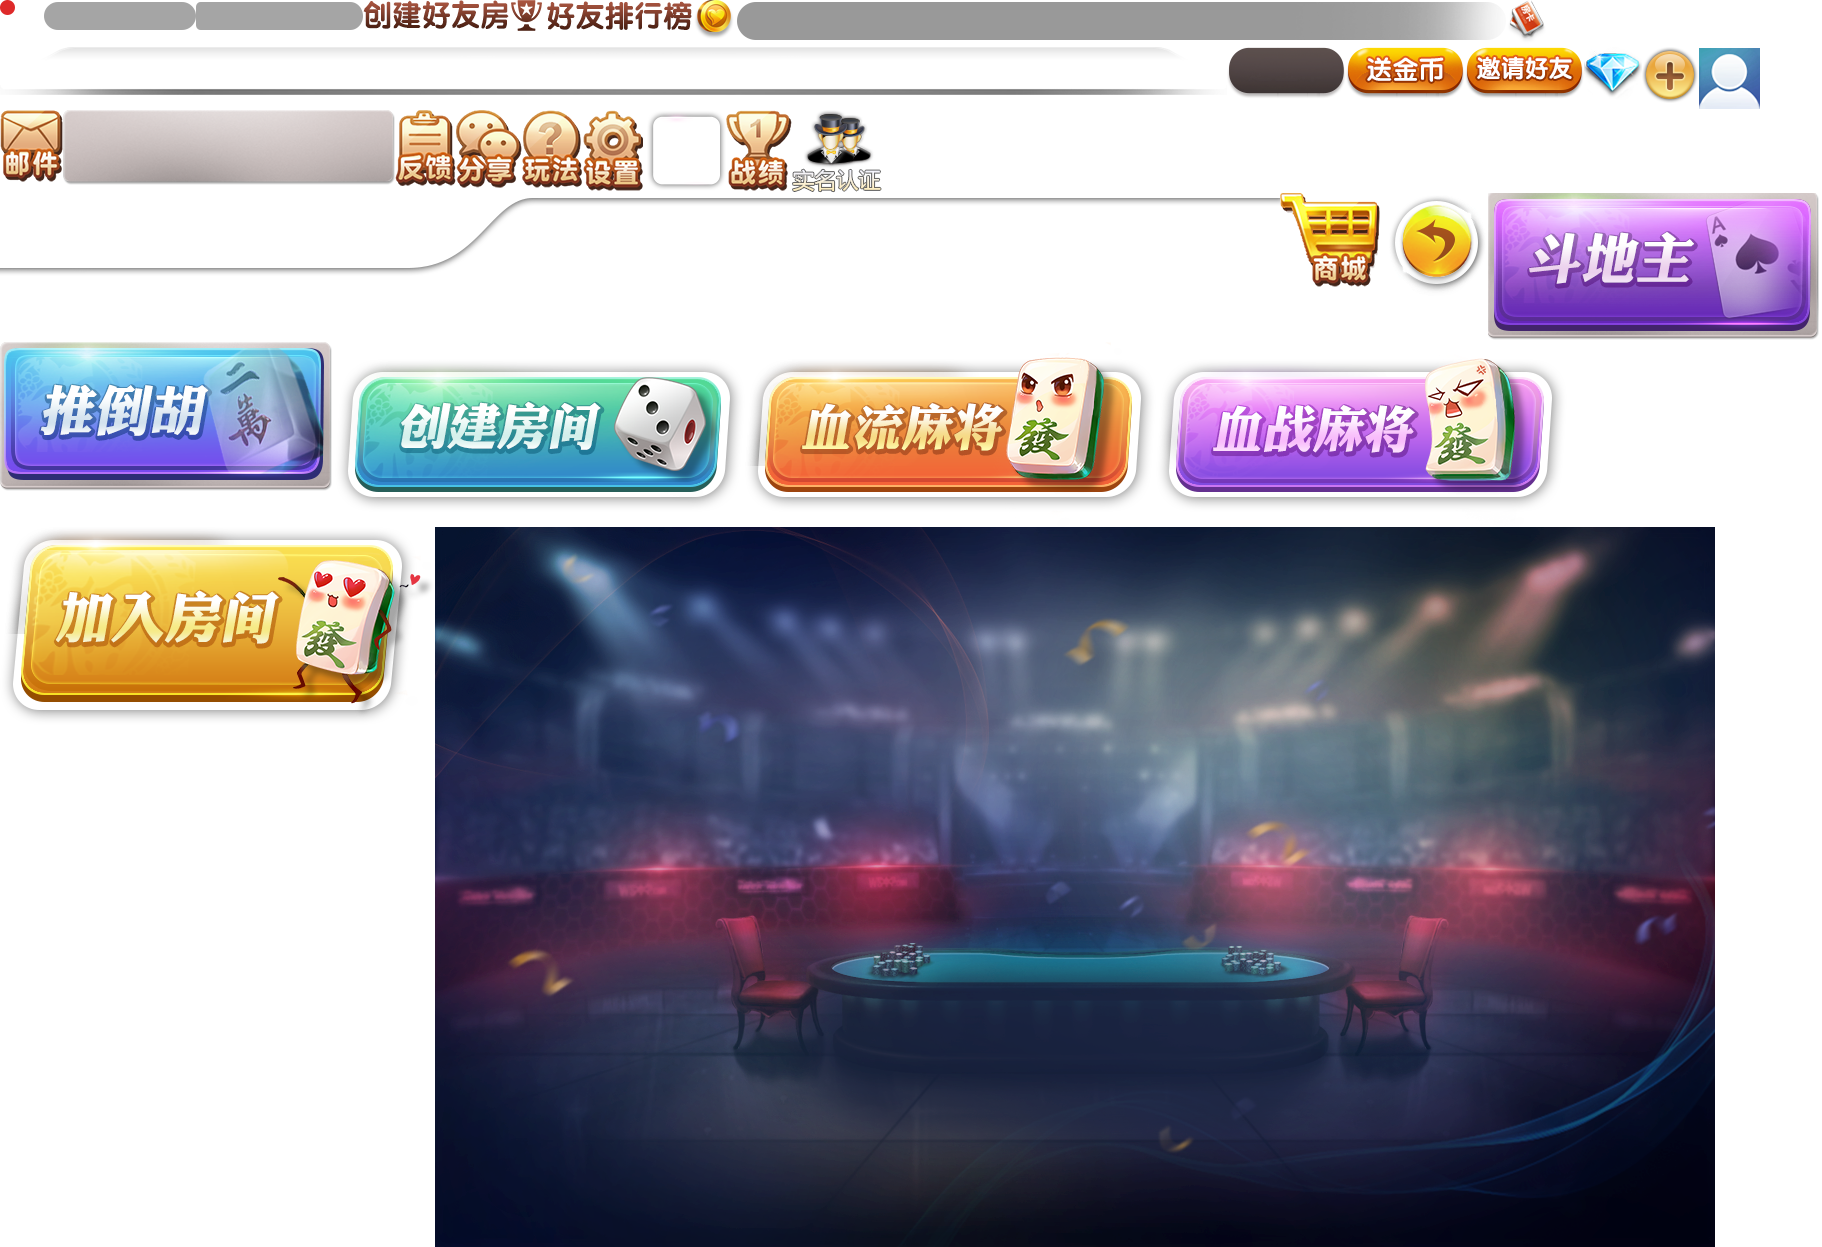 创建好友房 好友排行榜 房卡
送金币 邀请好友
邮件 反馈 分享 ? 玩法 设置 1 战绩 实名认证
商城 斗地主 A
推倒胡 二萬 创建房间 血流麻将 發 血战麻将 發
加入房间 發